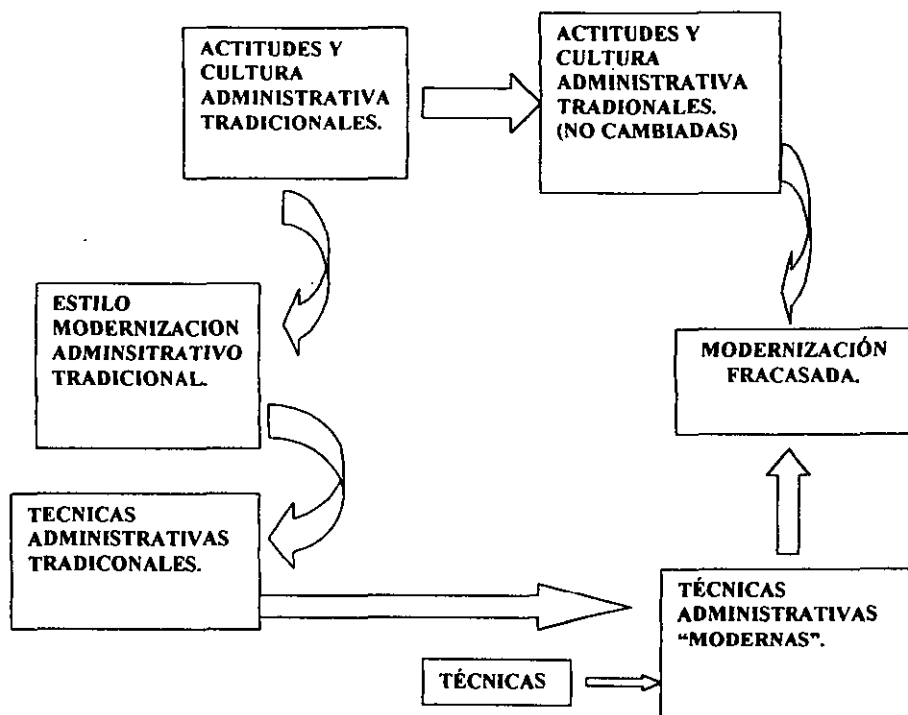 ACTITUDES Y
CULTURA
ADMINISTRATIVA
TRADICIONALES.
ACTITUDES Y
CULTURA
ADMINISTRATIVA
TRADIONALES.
(NO CAMBIADAS)
ESTILO
MODERNIZACION
ADMINSITRATIVO
TRADICIONAL.
MODERNIZACIÓN
FRACASADA.
TECNICAS
ADMINISTRATIVAS
TRADICONALES.
TÉCNICAS
ADMINISTRATIVAS
“MODERNAS”.
TÉCNICAS